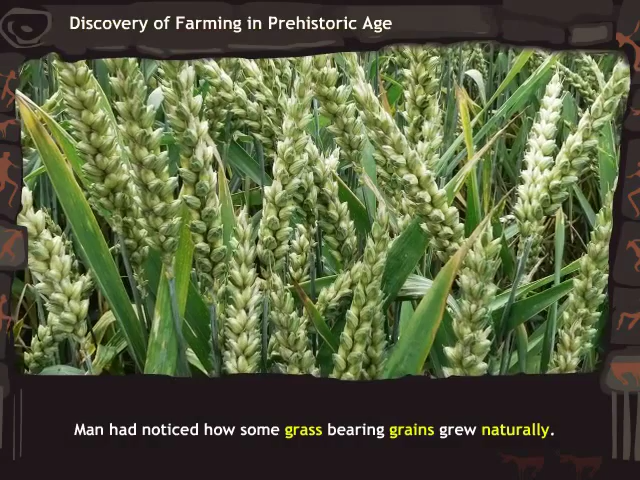 Discovery of Farming in Prehistoric Age
Man had noticed how some grass bearing grains grew naturally.